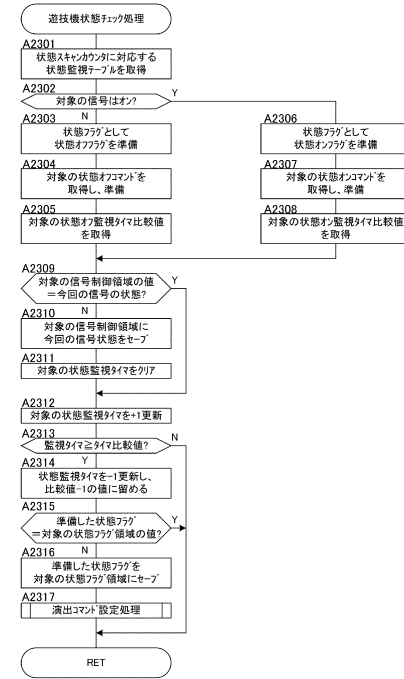 遊技機状態チェック処理
A2301
状態スキャンカウンタに対応する
状態監視テーブルを取得
A2302
対象の信号はオン?
Y
N
A2303
状態フラグとして
状態オフフラグを準備
A2304
対象の状態オフコマンドを
取得し、準備
A2305
対象の状態オフ監視タイマ比較値
を取得
A2306
状態フラグとして
状態オンフラグを準備
A2307
対象の状態オンコマンドを
取得し、準備
A2308
対象の状態オン監視タイマ比較値
を取得
A2309
対象の信号制御領域の値
=今回の信号の状態?
Y
N
A2310
対象の信号制御領域に
今回の信号状態をセーブ
A2311
対象の状態監視タイマをクリア
A2312
対象の状態監視タイマを+1更新
A2313
監視タイマ≧タイマ比較値?
N
Y
A2314
状態監視タイマを-1更新し、
比較値-1の値に留める
A2315
準備した状態フラグ
=対象の状態フラグ領域の値?
Y
N
A2316
準備した状態フラグを
対象の状態フラグ領域にセーブ
A2317
演出コマンド設定処理
RET